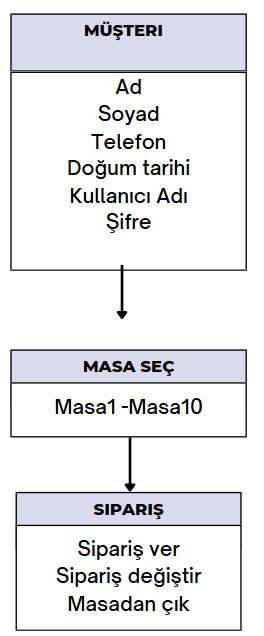 MÜŞTERI
Ad
Soyad
Telefon
Doğum tarihi
Kullanıcı Adı
Şifre
MASA SEÇ
Masa1 -Masa10
SIPARIŞ
Sipariş ver
Sipariş değiştir
Masadan çık